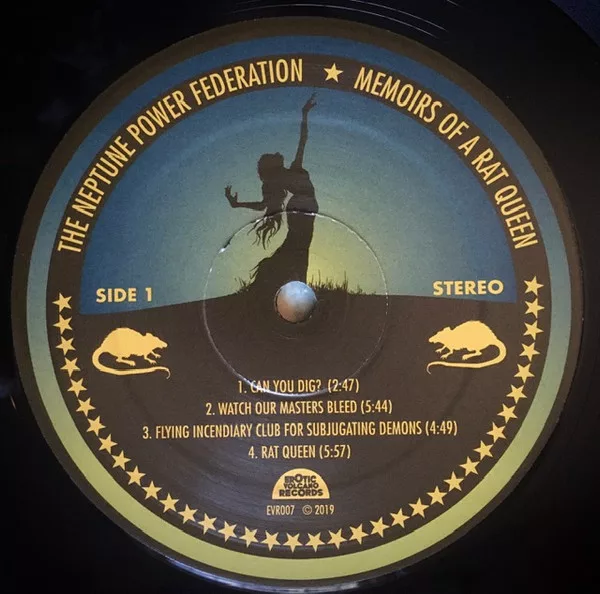 THE NEPTUNE POWER FEDERATION ★ MEMOIRS OF A RAT QUEEN
SIDE 1
STEREO
1. CAN YOU DIG? (2:47)
2. WATCH OUR MASTERS BLEED (5:44)
3. FLYING INCENDIARY CLUB FOR SUBJUGATING DEMONS (4:49)
4. RAT QUEEN (5:57)
EROTIC
VOLCANO
RECORDS
EVR007 © 2019